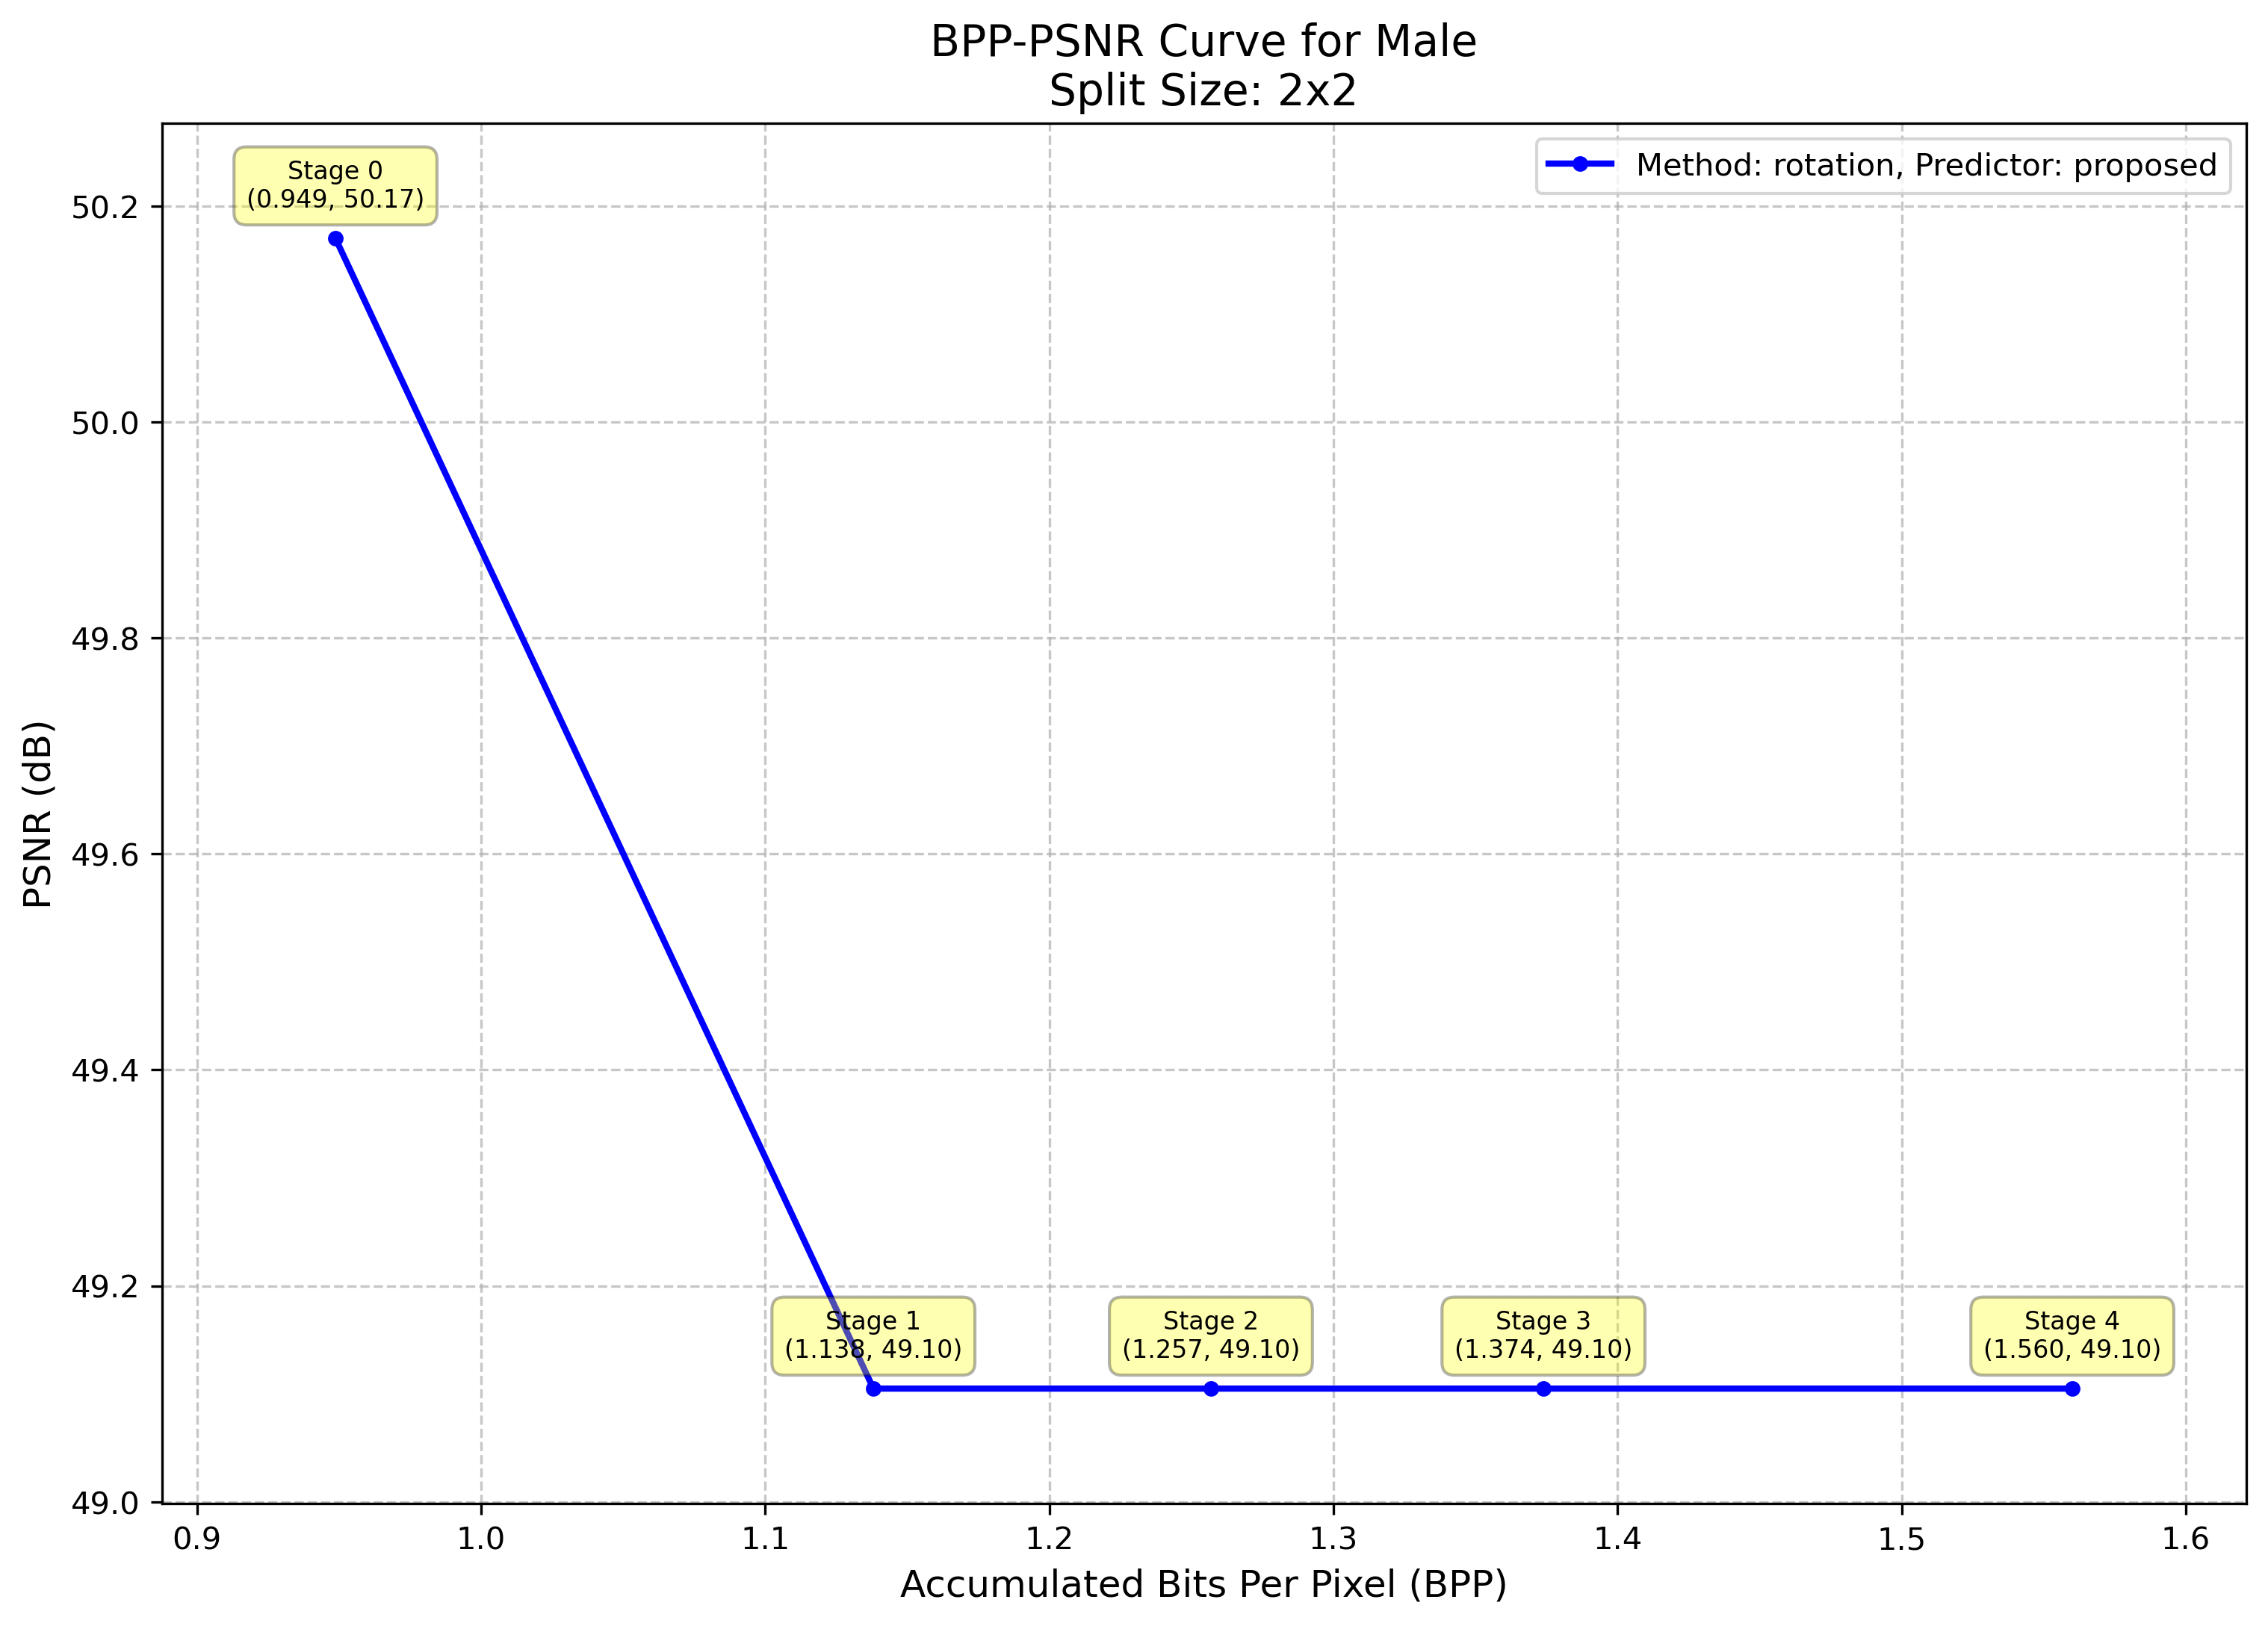 BPP-PSNR Curve for Male
Split Size: 2x2
Method: rotation, Predictor: proposed
Stage 0
(0.949, 50.17)
Stage 1
(1.138, 49.10)
Stage 2
(1.257, 49.10)
Stage 3
(1.374, 49.10)
Stage 4
(1.560, 49.10)
PSNR (dB)
50.2
50.0
49.8
49.6
49.4
49.2
49.0
0.9 1.0 1.1 1.2 1.3 1.4 1.5 1.6
Accumulated Bits Per Pixel (BPP)